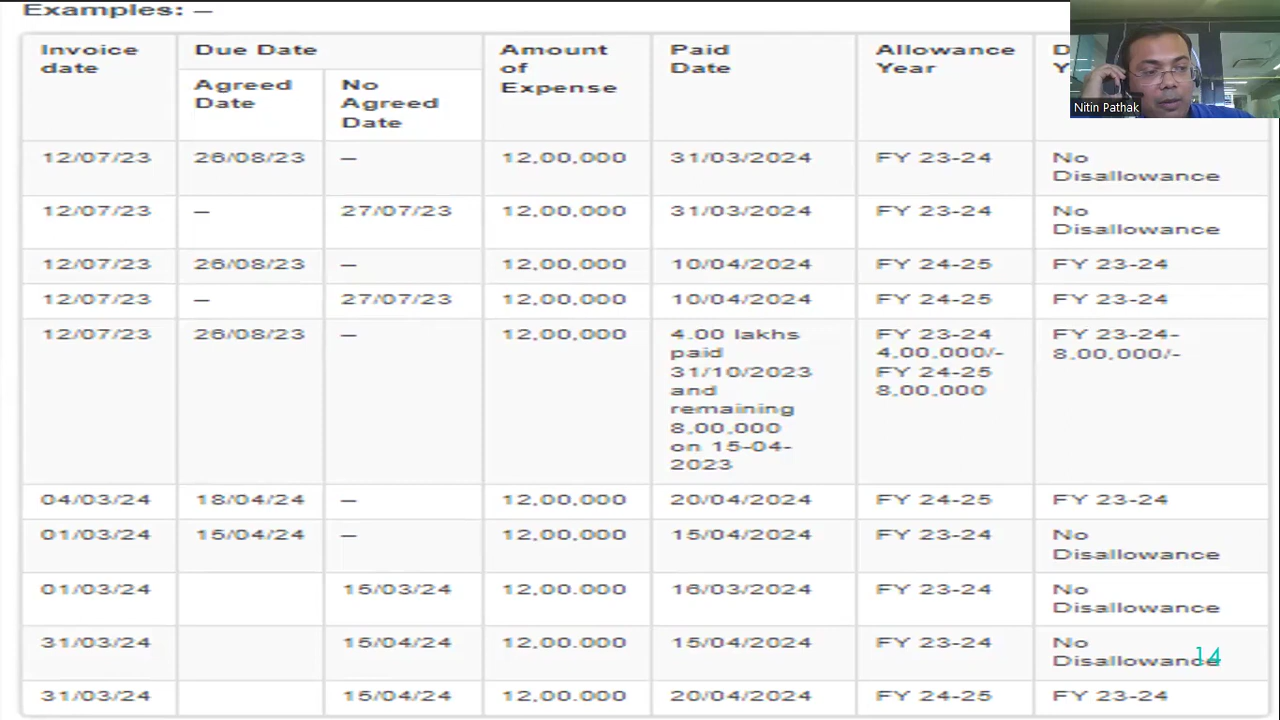 Examples: —
Invoice date
Due Date
Amount of Expense
Paid Date
Allowance Year
Agreed Date
No Agreed Date
Nitin Pathak
12/07/23 26/08/23 — 12,00,000 31/03/2024 FY 23-24 No Disallowance
12/07/23 — 27/07/23 12,00,000 31/03/2024 FY 23-24 No Disallowance
12/07/23 26/08/23 — 12,00,000 10/04/2024 FY 24-25 FY 23-24
12/07/23 — 27/07/23 12,00,000 10/04/2024 FY 24-25 FY 23-24
12/07/23 26/08/23 — 12,00,000 4.00 lakhs paid 31/10/2023 and remaining 8,00,000 on 15-04-2023 FY 23-24 4,00,000/- FY 24-25 8,00,000 FY 23-24- 8,00,000/-
04/03/24 18/04/24 — 12,00,000 20/04/2024 FY 24-25 FY 23-24
01/03/24 15/04/24 — 12,00,000 15/04/2024 FY 23-24 No Disallowance
01/03/24 15/03/24 12,00,000 16/03/2024 FY 23-24 No Disallowance
31/03/24 15/04/24 12,00,000 15/04/2024 FY 23-24 No Disallowance
14
31/03/24 15/04/24 12,00,000 20/04/2024 FY 24-25 FY 23-24